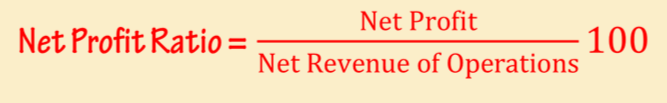 Net Profit
Net Profit Ratio = 100
Net Revenue of Operations